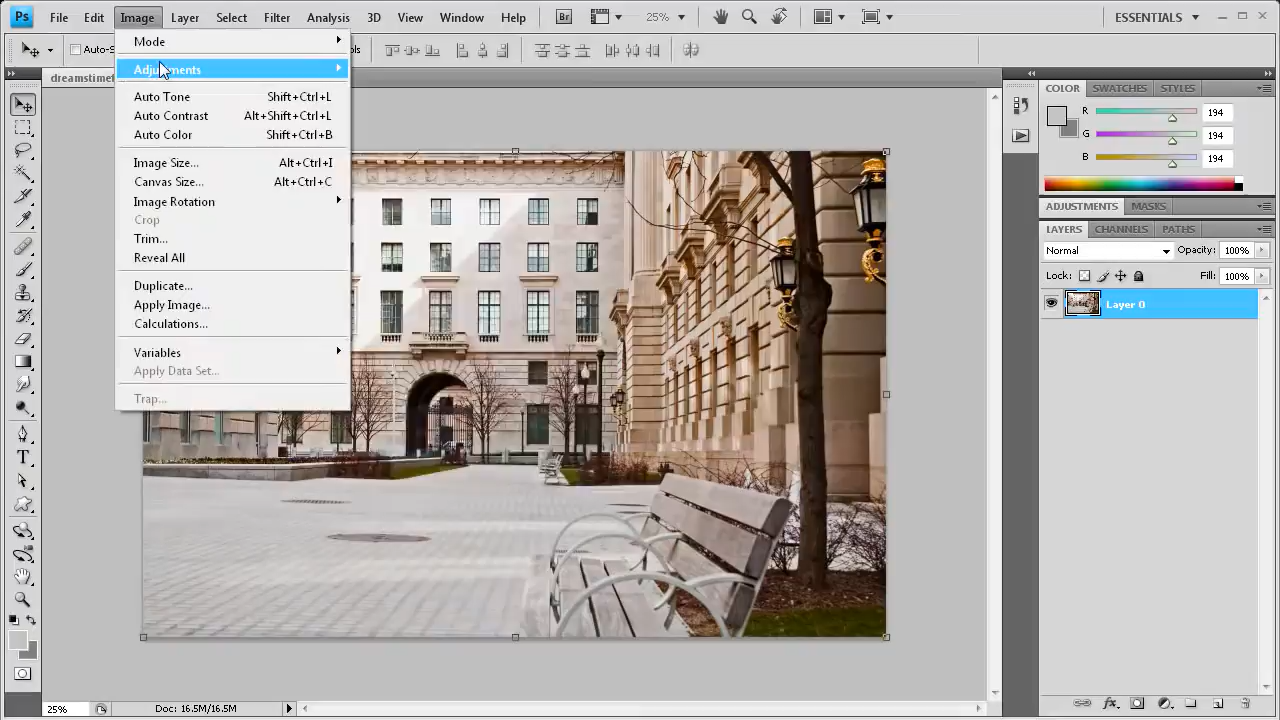 Ps File Edit Image Layer Select Filter Analysis 3D View Window Help Br 25% ESSENTIALS
Auto-S
Mode
Adjustments
Auto Tone Shift+Ctrl+L
Auto Contrast Alt+Shift+Ctrl+L
Auto Color Shift+Ctrl+B
Image Size... Alt+Ctrl+I
Canvas Size... Alt+Ctrl+C
Image Rotation
Crop
Trim...
Reveal All
Duplicate...
Apply Image...
Calculations...
Variables
Apply Data Set...
Trap...
dreamstime
COLOR SWATCHES STYLES
R 194
G 194
B 194
ADJUSTMENTS MASKS
LAYERS CHANNELS PATHS
Normal Opacity: 100%
Lock: Fill: 100%
Layer 0
25% Doc: 16.5M/16.5M